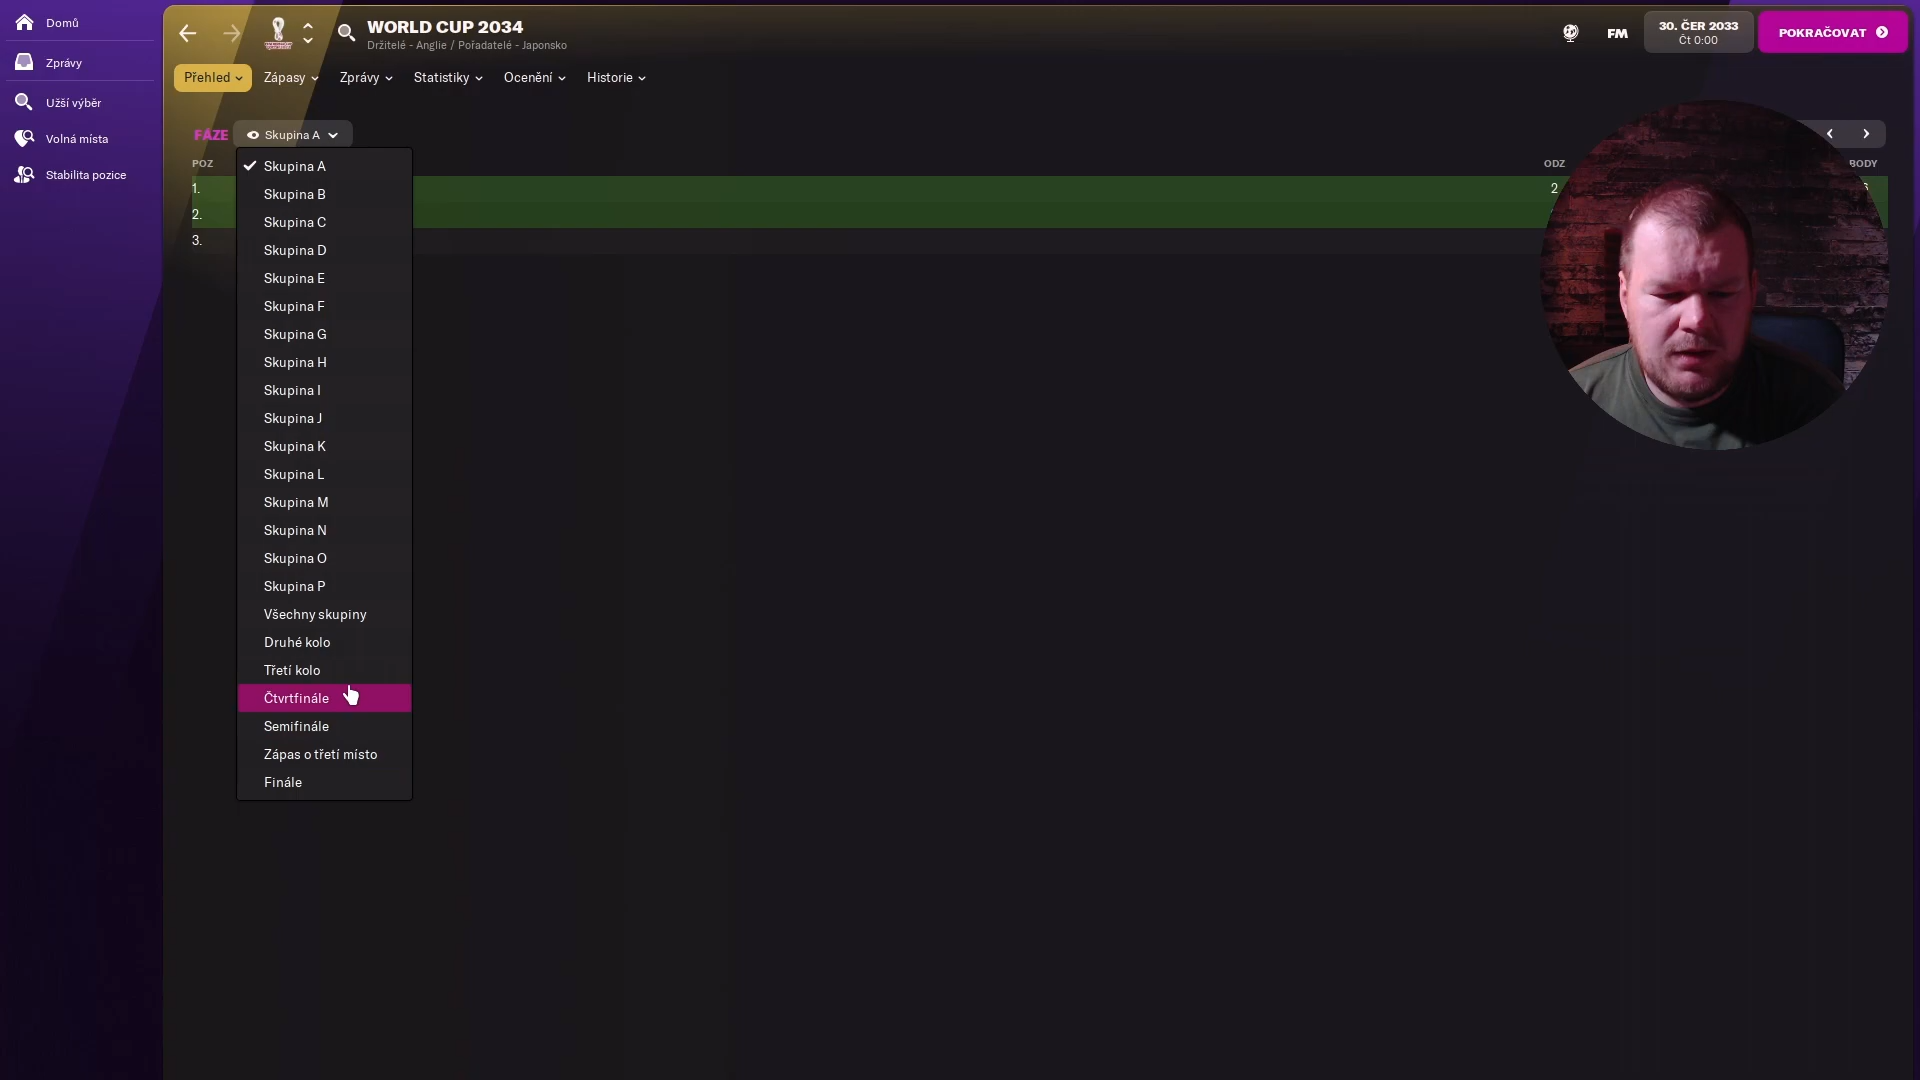 Domů
Zprávy
Užší výběr
Volná místa
Stabilita pozice
WORLD CUP 2034
Držitelé - Anglie / Pořadatelé - Japonsko
FM
30. ČER 2033
Čt 0:00
POKRAČOVAT
Přehled
Zápasy
Zprávy
Statistiky
Ocenění
Historie
FÁZE
Skupina A
POZ
ODZ
BODY
1.
2
2.
3.
Skupina A
Skupina B
Skupina C
Skupina D
Skupina E
Skupina F
Skupina G
Skupina H
Skupina I
Skupina J
Skupina K
Skupina L
Skupina M
Skupina N
Skupina O
Skupina P
Všechny skupiny
Druhé kolo
Třetí kolo
Čtvrtfinále
Semifinále
Zápas o třetí místo
Finále